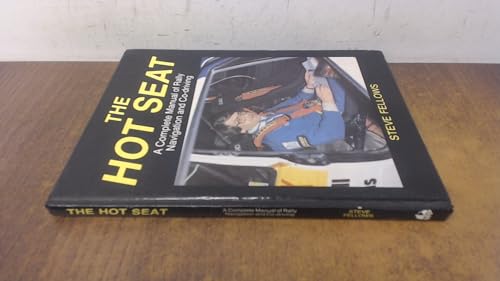 THE
HOT SEAT
A Complete Manual of Rally
Navigation and Co-driving
STEVE FELLOWS
THE HOT SEAT
A Complete Manual of Rally
Navigation and Co-driving
STEVE
FELLOWS